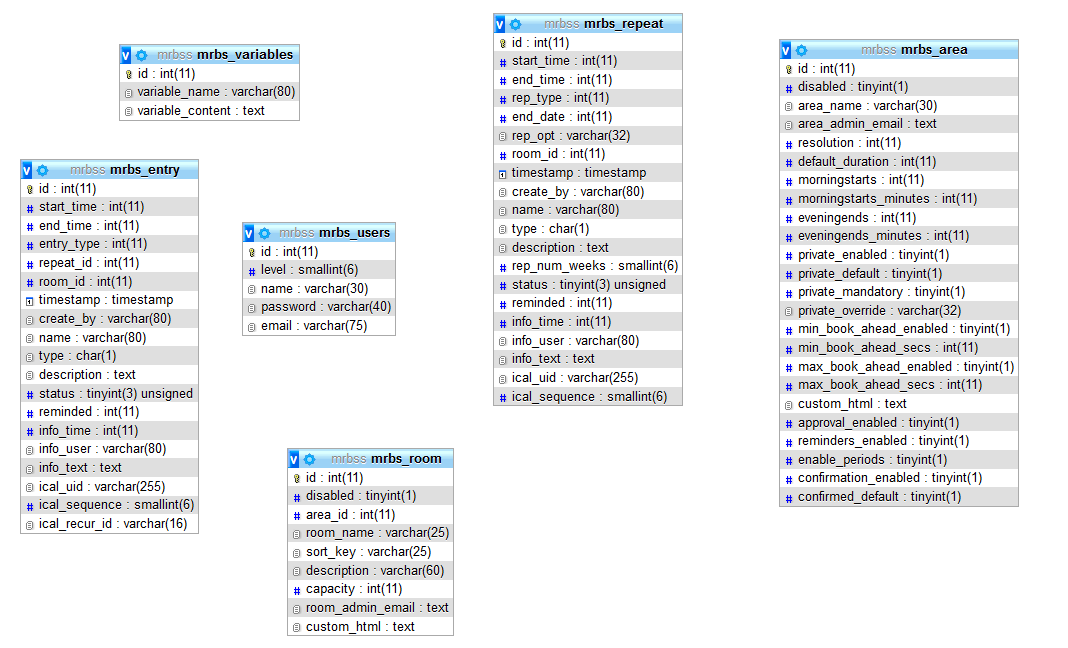 mrbss mrbs_variables
id : int(11)
variable_name : varchar(80)
variable_content : text
mrbss mrbs_entry
id : int(11)
start_time : int(11)
end_time : int(11)
entry_type : int(11)
repeat_id : int(11)
room_id : int(11)
timestamp : timestamp
create_by : varchar(80)
name : varchar(80)
type : char(1)
description : text
status : tinyint(3) unsigned
reminded : int(11)
info_time : int(11)
info_user : varchar(80)
info_text : text
ical_uid : varchar(255)
ical_sequence : smallint(6)
ical_recur_id : varchar(16)
mrbss mrbs_users
id : int(11)
level : smallint(6)
name : varchar(30)
password : varchar(40)
email : varchar(75)
mrbss mrbs_room
id : int(11)
disabled : tinyint(1)
area_id : int(11)
room_name : varchar(25)
sort_key : varchar(25)
description : varchar(60)
capacity : int(11)
room_admin_email : text
custom_html : text
mrbss mrbs_repeat
id : int(11)
start_time : int(11)
end_time : int(11)
rep_type : int(11)
end_date : int(11)
rep_opt : varchar(32)
room_id : int(11)
timestamp : timestamp
create_by : varchar(80)
name : varchar(80)
type : char(1)
description : text
rep_num_weeks : smallint(6)
status : tinyint(3) unsigned
reminded : int(11)
info_time : int(11)
info_user : varchar(80)
info_text : text
ical_uid : varchar(255)
ical_sequence : smallint(6)
mrbss mrbs_area
id : int(11)
disabled : tinyint(1)
area_name : varchar(30)
area_admin_email : text
resolution : int(11)
default_duration : int(11)
morningstarts : int(11)
morningstarts_minutes : int(11)
eveningends : int(11)
eveningends_minutes : int(11)
private_enabled : tinyint(1)
private_default : tinyint(1)
private_mandatory : tinyint(1)
private_override : varchar(32)
min_book_ahead_enabled : tinyint(1)
min_book_ahead_secs : int(11)
max_book_ahead_enabled : tinyint(1)
max_book_ahead_secs : int(11)
custom_html : text
approval_enabled : tinyint(1)
reminders_enabled : tinyint(1)
enable_periods : tinyint(1)
confirmation_enabled : tinyint(1)
confirmed_default : tinyint(1)